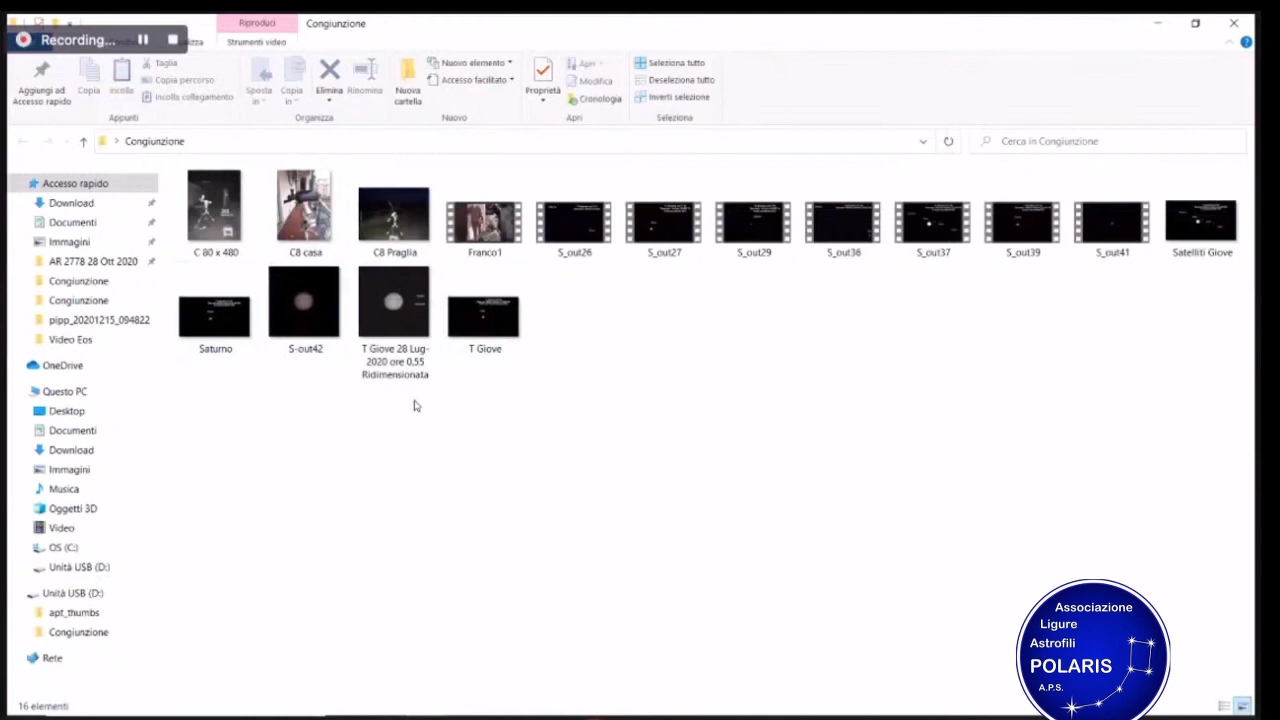 Riproduci
Congiunzione
Recording...
Strumenti video
Aggiungi ad
Accesso rapido
Copia
Incolla
Taglia
Copia percorso
Incolla collegamento
Appunti
Sposta
in
Copia
in
Elimina
Rinomina
Organizza
Nuova
cartella
Nuovo elemento
Accesso facilitato
Nuovo
Proprietà
Apri
Modifica
Cronologia
Apri
Seleziona tutto
Deseleziona tutto
Inverti selezione
Seleziona
Congiunzione
Cerca in Congiunzione
Accesso rapido
Download
Documenti
Immagini
AR 2778 28 Ott 2020
Congiunzione
Congiunzione
pipp_20201215_094822
Video Eos
OneDrive
Questo PC
Desktop
Documenti
Download
Immagini
Musica
Oggetti 3D
Video
OS (C:)
Unità USB (D:)
Unità USB (D:)
apt_thumbs
Congiunzione
Rete
C 80 x 480
C8 casa
C8 Praglia
Franco1
S_out26
S_out27
S_out29
S_out36
S_out37
S_out39
S_out41
Satelliti Giove
Saturno
S-out42
T Giove 28 Lug-
2020 ore 0,55
Ridimensionata
T Giove
16 elementi
Associazione
Ligure
Astrofili
POLARIS
A.P.S.